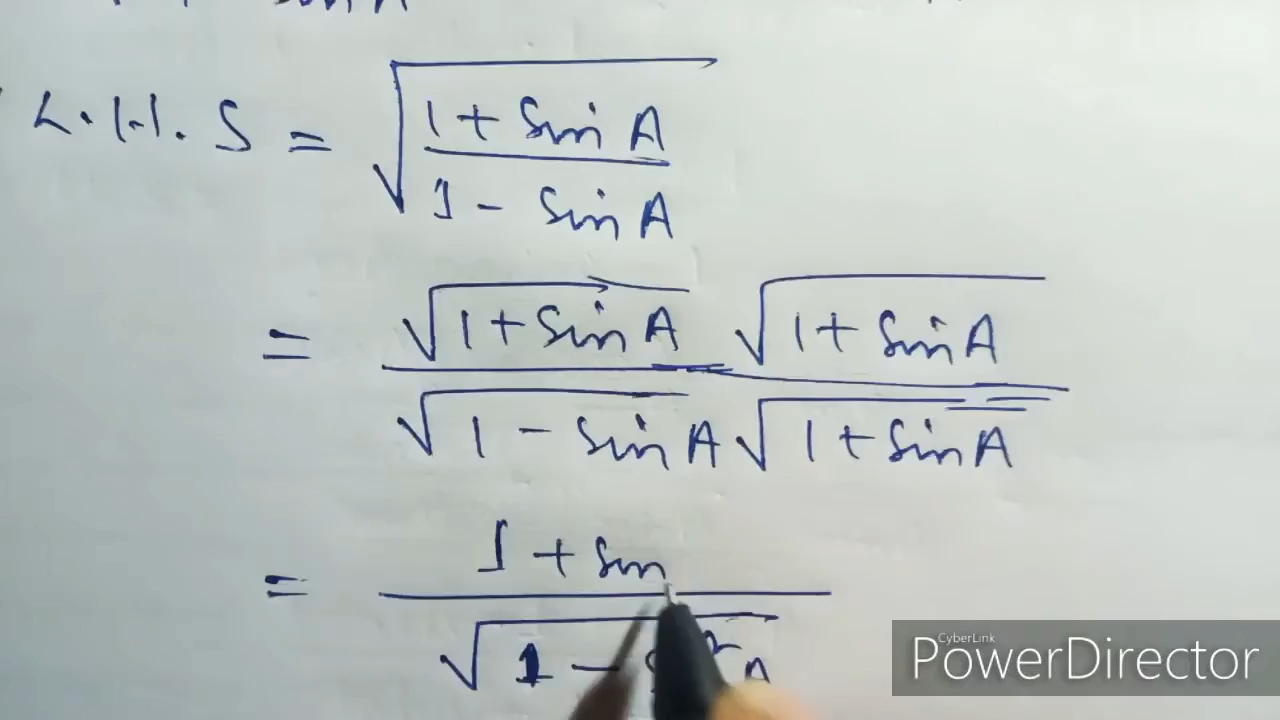 L.H.S = √(1 + Sin A / 1 - Sin A)
= √(1 + Sin A) √(1 + Sin A) / √(1 - Sin A) √(1 + Sin A)
= 1 + Sin / √(1 - A)
CyberLink
PowerDirector